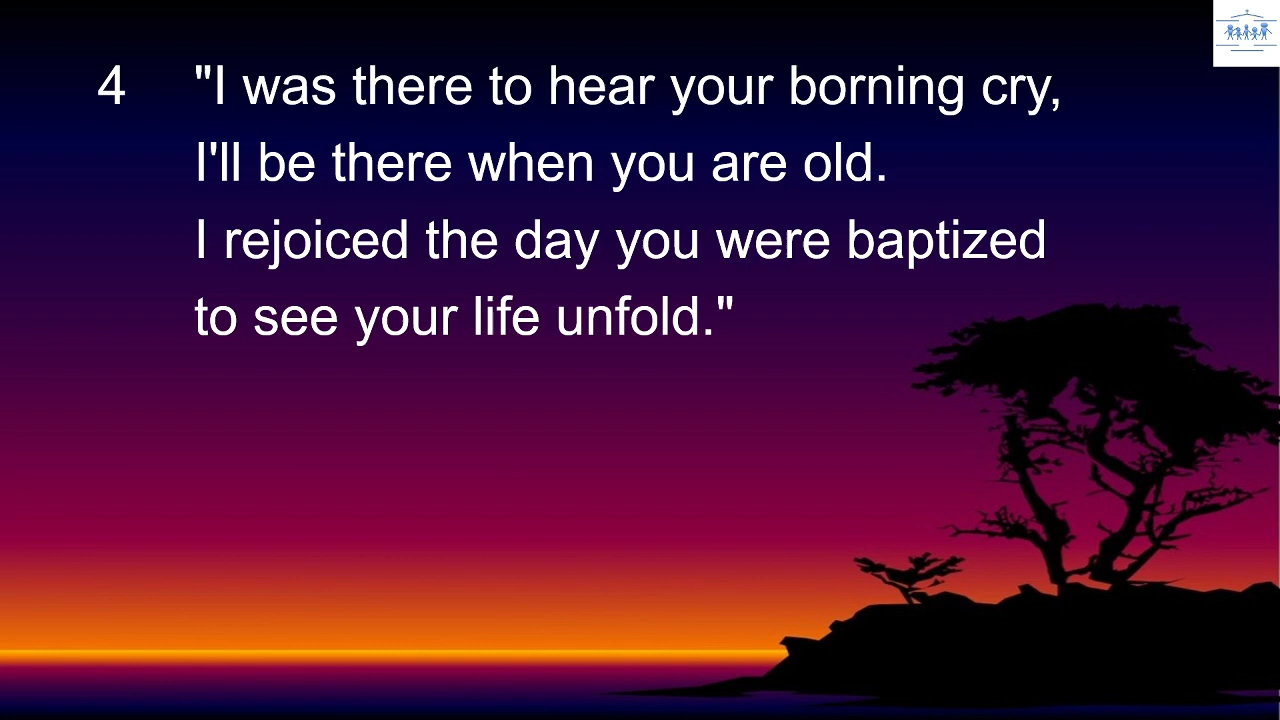 4 "I was there to hear your borning cry,
I'll be there when you are old.
I rejoiced the day you were baptized
to see your life unfold."